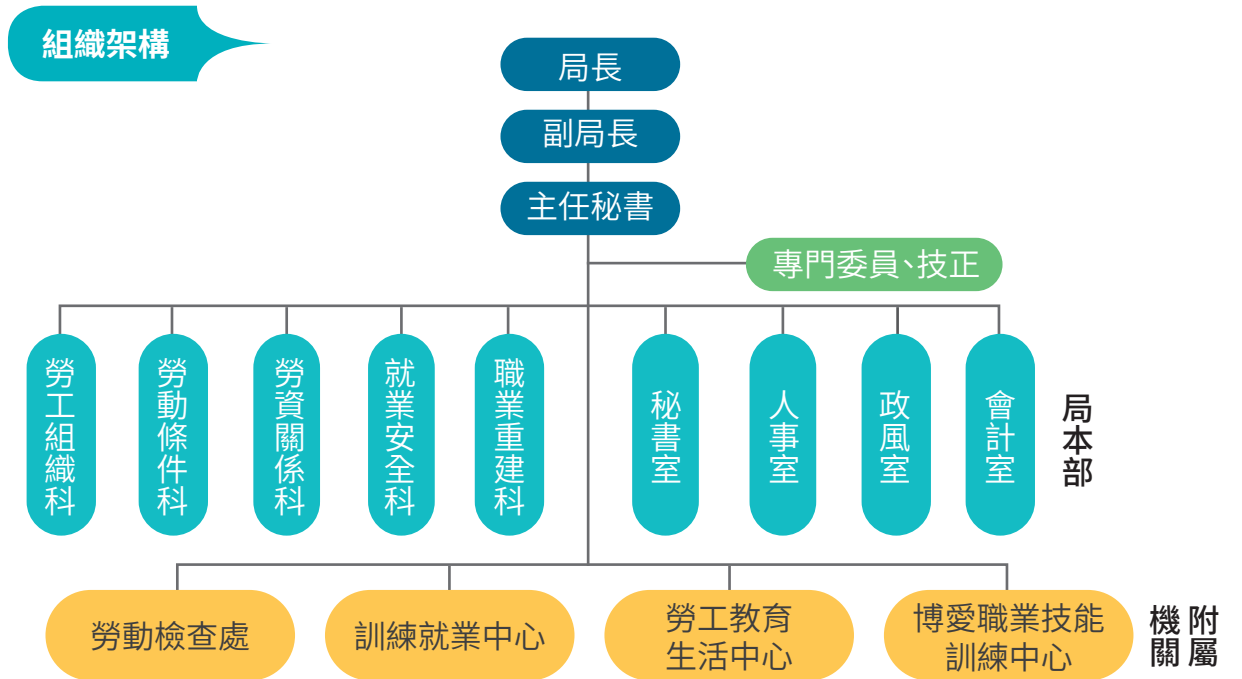 組織架構
局長
副局長
主任秘書
專門委員、技正
勞工組織科
勞動條件科
勞資關係科
就業安全科
職業重建科
秘書室
人事室
政風室
會計室
局本部
勞動檢查處
訓練就業中心
勞工教育
生活中心
博愛職業技能
訓練中心
附屬
機關